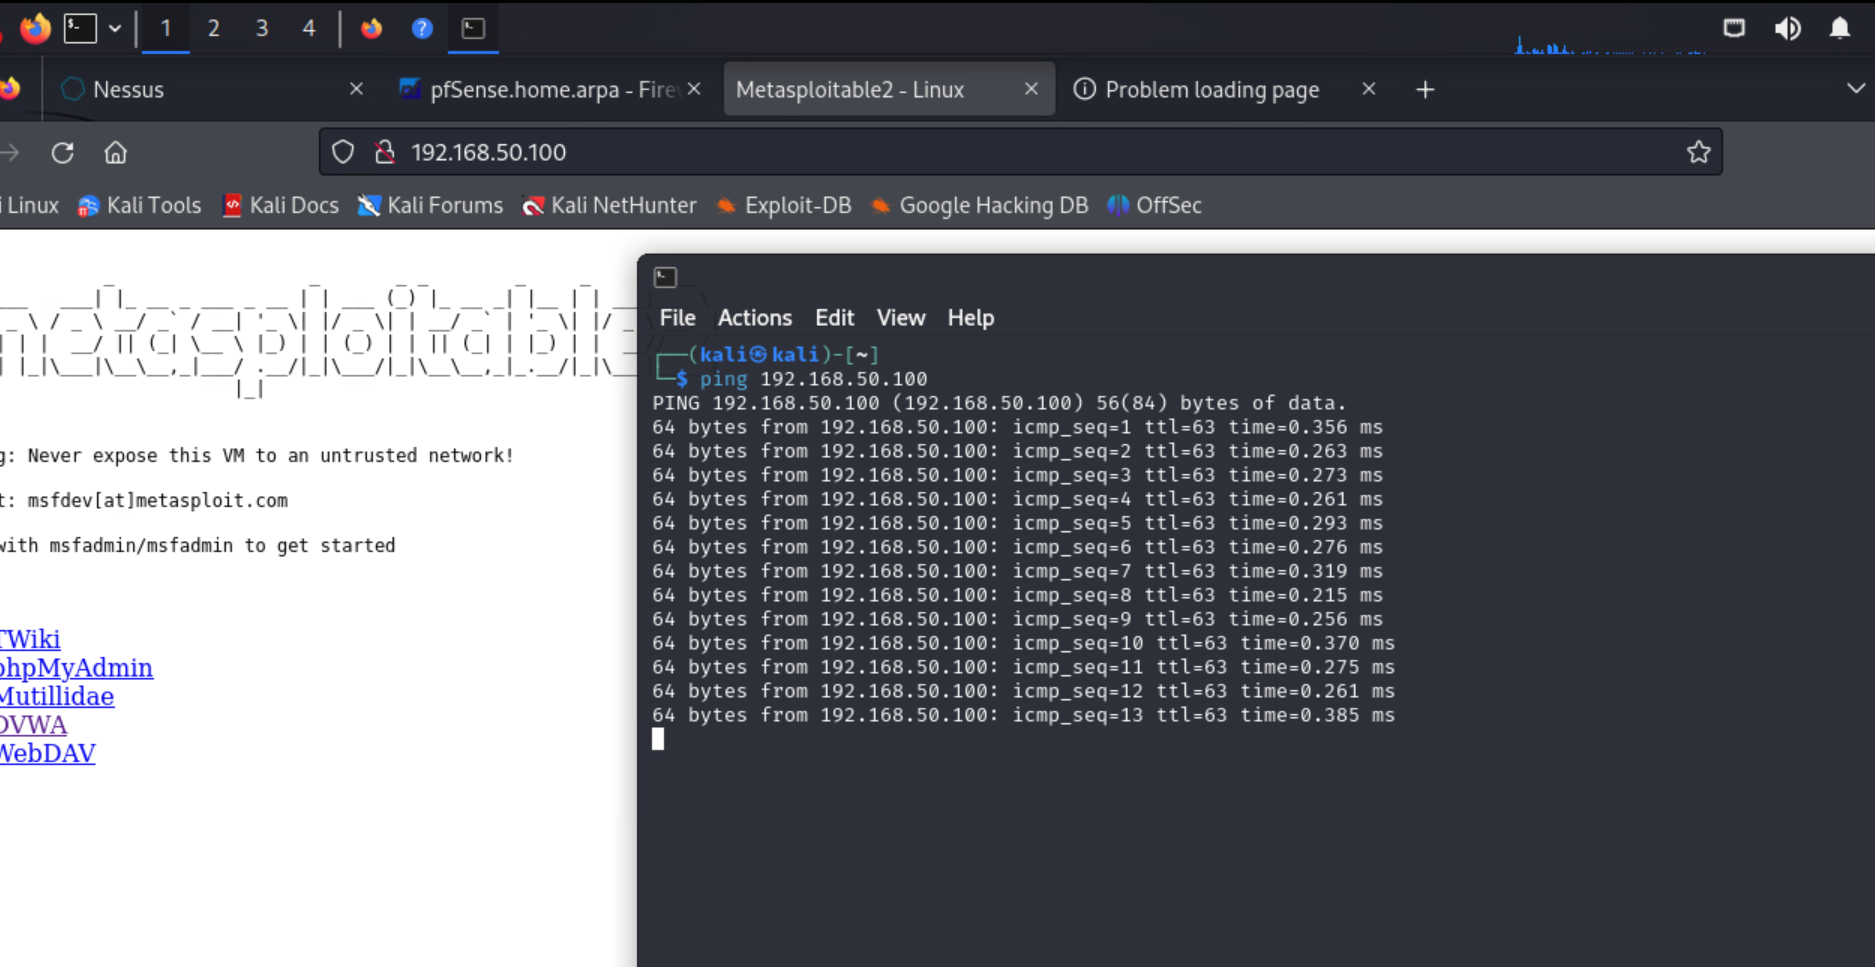 1 2 3 4
Nessus
pfSense.home.arpa - Fire
Metasploitable2 - Linux
Problem loading page
192.168.50.100
i Linux Kali Tools Kali Docs Kali Forums Kali NetHunter Exploit-DB Google Hacking DB OffSec
metasploitable
g: Never expose this VM to an untrusted network!
t: msfdev[at]metasploit.com
with msfadmin/msfadmin to get started
TWiki
phpMyAdmin
Mutillidae
DVWA
WebDAV
File Actions Edit View Help
┌──(kali㉿kali)-[~]
└─$ ping 192.168.50.100
PING 192.168.50.100 (192.168.50.100) 56(84) bytes of data.
64 bytes from 192.168.50.100: icmp_seq=1 ttl=63 time=0.356 ms
64 bytes from 192.168.50.100: icmp_seq=2 ttl=63 time=0.263 ms
64 bytes from 192.168.50.100: icmp_seq=3 ttl=63 time=0.273 ms
64 bytes from 192.168.50.100: icmp_seq=4 ttl=63 time=0.261 ms
64 bytes from 192.168.50.100: icmp_seq=5 ttl=63 time=0.293 ms
64 bytes from 192.168.50.100: icmp_seq=6 ttl=63 time=0.276 ms
64 bytes from 192.168.50.100: icmp_seq=7 ttl=63 time=0.319 ms
64 bytes from 192.168.50.100: icmp_seq=8 ttl=63 time=0.215 ms
64 bytes from 192.168.50.100: icmp_seq=9 ttl=63 time=0.256 ms
64 bytes from 192.168.50.100: icmp_seq=10 ttl=63 time=0.370 ms
64 bytes from 192.168.50.100: icmp_seq=11 ttl=63 time=0.275 ms
64 bytes from 192.168.50.100: icmp_seq=12 ttl=63 time=0.261 ms
64 bytes from 192.168.50.100: icmp_seq=13 ttl=63 time=0.385 ms